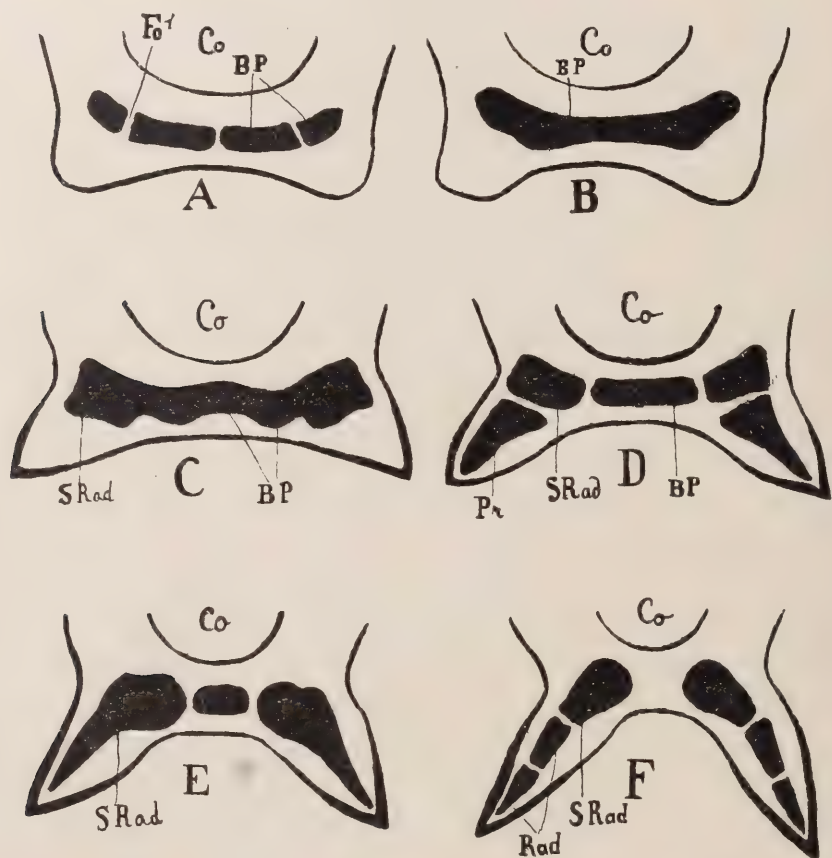 Fo1 Co BP
Co BP
A B
Co Co
SRad C BP Pr SRad D BP
Co Co
E F
SRad Rad SRad